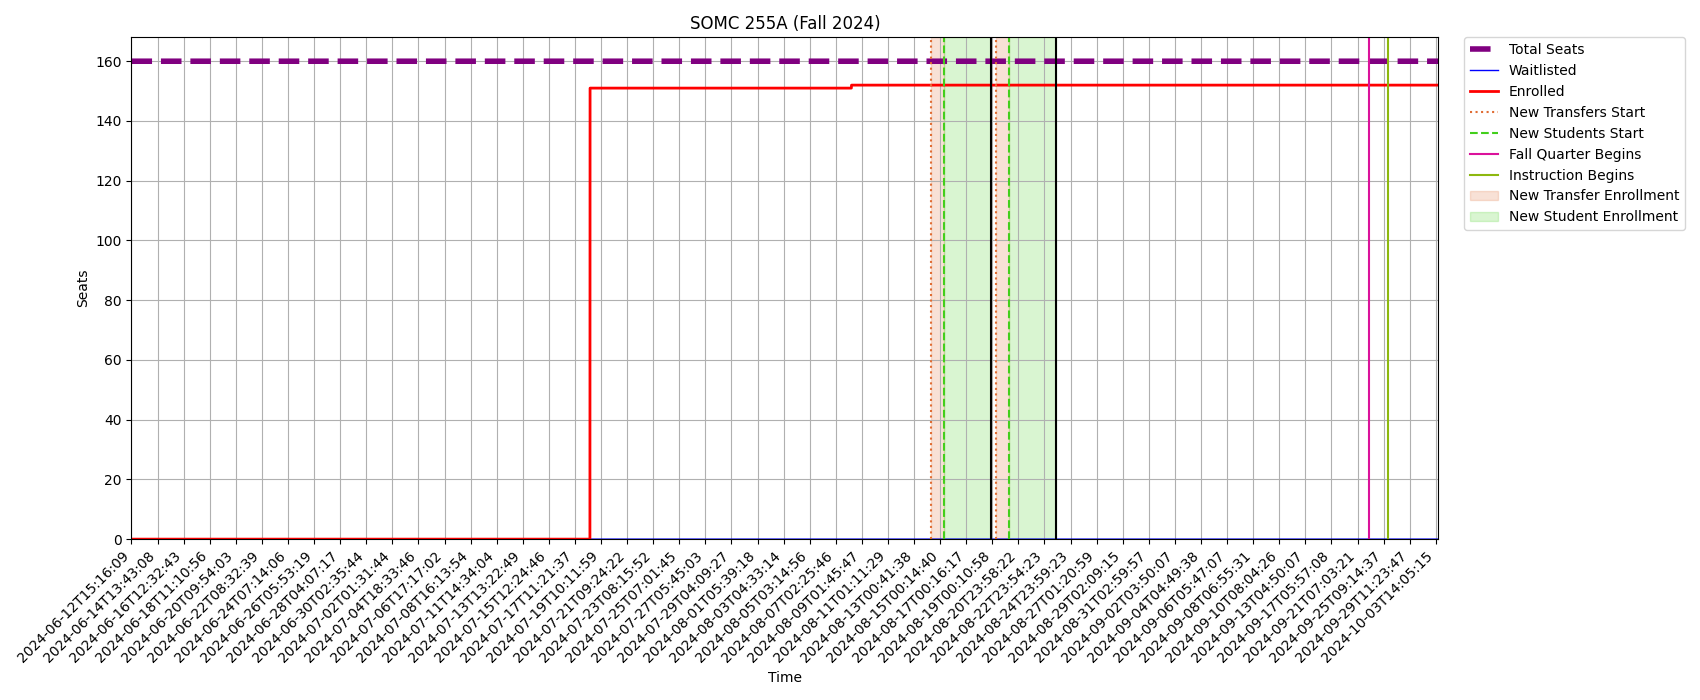 SOMC 255A (Fall 2024)
Total Seats
Waitlisted
Enrolled
New Transfers Start
New Students Start
Fall Quarter Begins
Instruction Begins
New Transfer Enrollment
New Student Enrollment
Seats
160
140
120
100
80
60
40
20
0
2024-06-12T15:16:09
2024-06-14T13:43:08
2024-06-16T12:32:43
2024-06-18T11:10:56
2024-06-20T09:54:03
2024-06-22T08:32:39
2024-06-24T07:14:06
2024-06-26T05:53:19
2024-06-28T04:07:17
2024-06-30T02:35:44
2024-07-02T01:31:44
2024-07-04T18:33:46
2024-07-06T17:17:02
2024-07-08T16:13:54
2024-07-11T14:34:04
2024-07-13T13:22:49
2024-07-15T12:24:46
2024-07-17T11:21:37
2024-07-19T10:11:59
2024-07-21T09:24:22
2024-07-23T08:15:52
2024-07-25T07:01:45
2024-07-27T05:45:03
2024-07-29T04:09:27
2024-08-01T05:39:18
2024-08-03T04:33:14
2024-08-05T03:14:56
2024-08-07T02:25:46
2024-08-09T01:45:47
2024-08-11T01:11:29
2024-08-13T00:41:38
2024-08-15T00:14:40
2024-08-17T00:16:17
2024-08-19T00:10:58
2024-08-20T23:58:22
2024-08-22T23:54:23
2024-08-24T23:59:23
2024-08-27T01:20:59
2024-08-29T02:09:15
2024-08-31T02:59:57
2024-09-02T03:50:07
2024-09-04T04:49:38
2024-09-06T05:47:07
2024-09-08T06:55:31
2024-09-10T08:04:26
2024-09-13T04:50:07
2024-09-17T05:57:08
2024-09-21T07:03:21
2024-09-25T09:14:37
2024-09-29T11:23:47
2024-10-03T14:05:15
Time